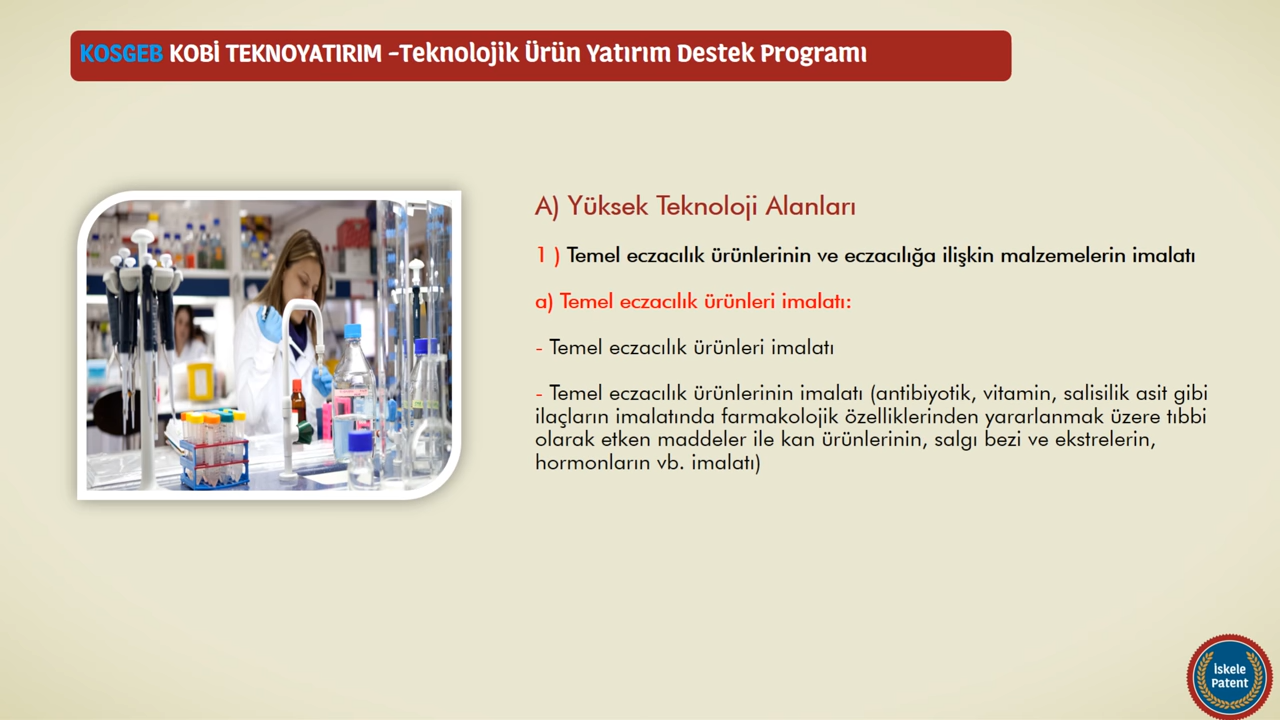 KOSGEB KOBİ TEKNOYATIRIM -Teknolojik Ürün Yatırım Destek Programı
A) Yüksek Teknoloji Alanları
1 ) Temel eczacılık ürünlerinin ve eczacılığa ilişkin malzemelerin imalatı
a) Temel eczacılık ürünleri imalatı:
- Temel eczacılık ürünleri imalatı
- Temel eczacılık ürünlerinin imalatı (antibiyotik, vitamin, salisilik asit gibi
ilaçların imalatında farmakolojik özelliklerinden yararlanmak üzere tıbbi
olarak etken maddeler ile kan ürünlerinin, salgı bezi ve ekstrelerin,
hormonların vb. imalatı)
İskele
Patent